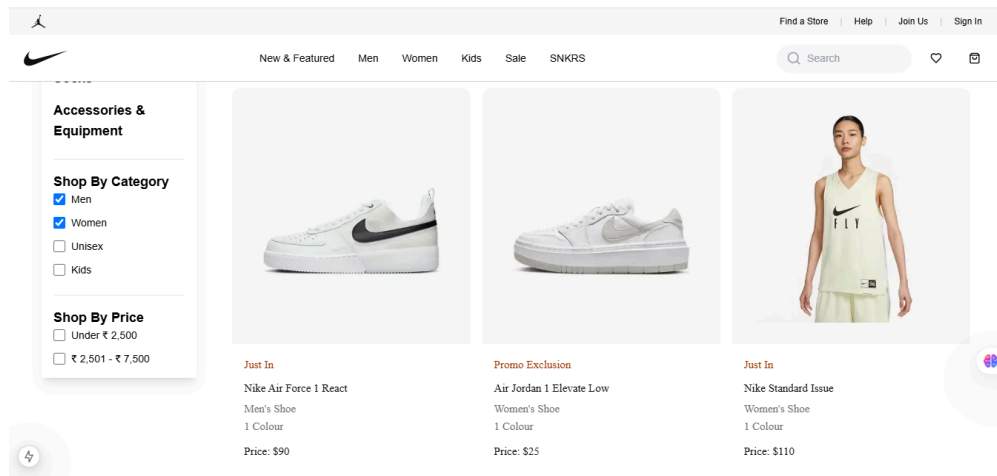 Find a Store | Help | Join Us | Sign In
New & Featured Men Women Kids Sale SNKRS
Search
Accessories &
Equipment
Shop By Category
Men
Women
Unisex
Kids
Shop By Price
Under ₹ 2,500
₹ 2,501 - ₹ 7,500
FLY
Just In
Nike Air Force 1 React
Men's Shoe
1 Colour
Price: $90
Promo Exclusion
Air Jordan 1 Elevate Low
Women's Shoe
1 Colour
Price: $25
Just In
Nike Standard Issue
Women's Shoe
1 Colour
Price: $110